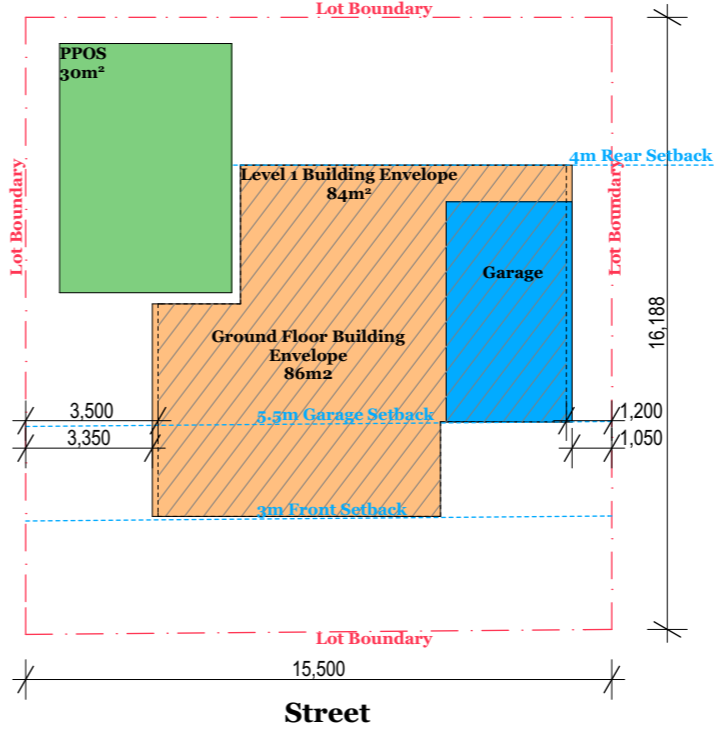 Lot Boundary
PPOS
30m²
4m Rear Setback
Level 1 Building Envelope
84m²
Lot Boundary
Lot Boundary
Garage
16,188
Ground Floor Building
Envelope
86m2
3,500
5.5m Garage Setback
1,200
3,350
1,050
3m Front Setback
Lot Boundary
15,500
Street